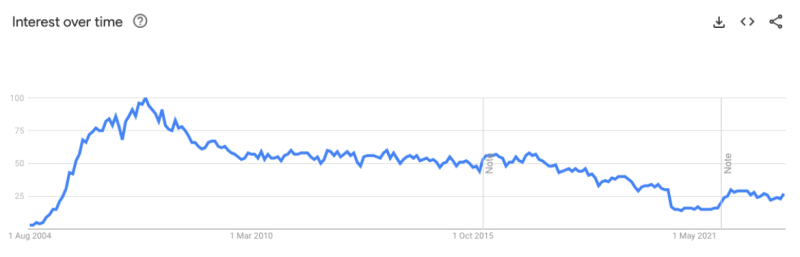 Interest over time
100
75
50
25
Note
Note
1 Aug 2004
1 Mar 2010
1 Oct 2015
1 May 2021